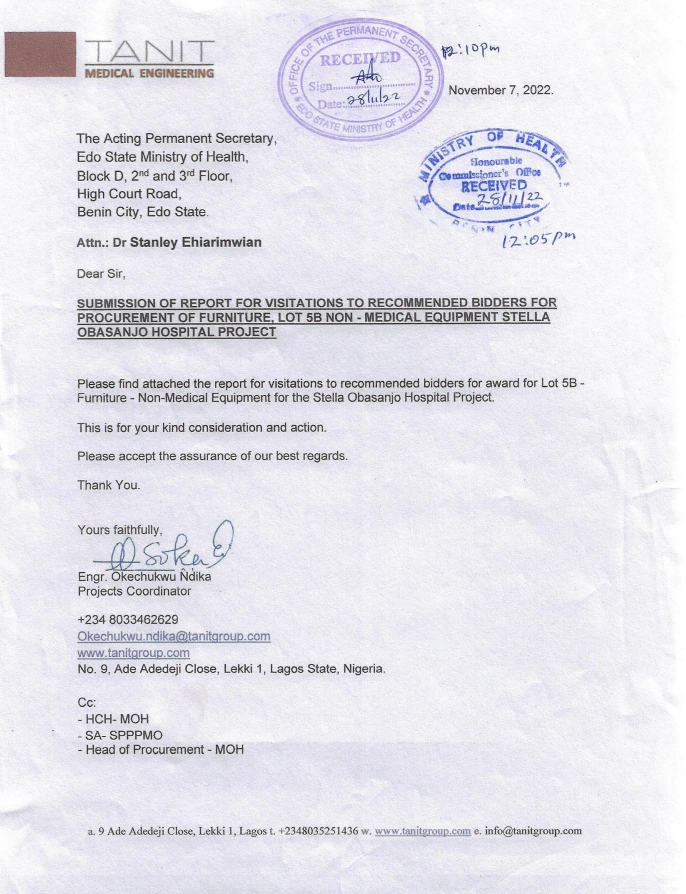 TANIT
MEDICAL ENGINEERING
OFFICE OF THE PERMANENT SECRETARY
RECEIVED
Sign
Date: 28/11/22
EDO STATE MINISTRY OF HEALTH
12:10pm
November 7, 2022.
The Acting Permanent Secretary,
Edo State Ministry of Health,
Block D, 2nd and 3rd Floor,
High Court Road,
Benin City, Edo State.
MINISTRY OF HEALTH
Honourable
Commissioner's Office
RECEIVED
Date 28/11/22
BENIN CITY
12:05pm
Attn.: Dr Stanley Ehiarimwian
Dear Sir,
SUBMISSION OF REPORT FOR VISITATIONS TO RECOMMENDED BIDDERS FOR
PROCUREMENT OF FURNITURE, LOT 5B NON - MEDICAL EQUIPMENT STELLA
OBASANJO HOSPITAL PROJECT
Please find attached the report for visitations to recommended bidders for award for Lot 5B -
Furniture - Non-Medical Equipment for the Stella Obasanjo Hospital Project.
This is for your kind consideration and action.
Please accept the assurance of our best regards.
Thank You.
Yours faithfully,
Engr. Okechukwu Ndika
Projects Coordinator
+234 8033462629
Okechukwu.ndika@tanitgroup.com
www.tanitgroup.com
No. 9, Ade Adedeji Close, Lekki 1, Lagos State, Nigeria.
Cc:
- HCH- MOH
- SA- SPPPMO
- Head of Procurement - MOH
a. 9 Ade Adedeji Close, Lekki 1, Lagos t. +2348035251436 w. www.tanitgroup.com e. info@tanitgroup.com